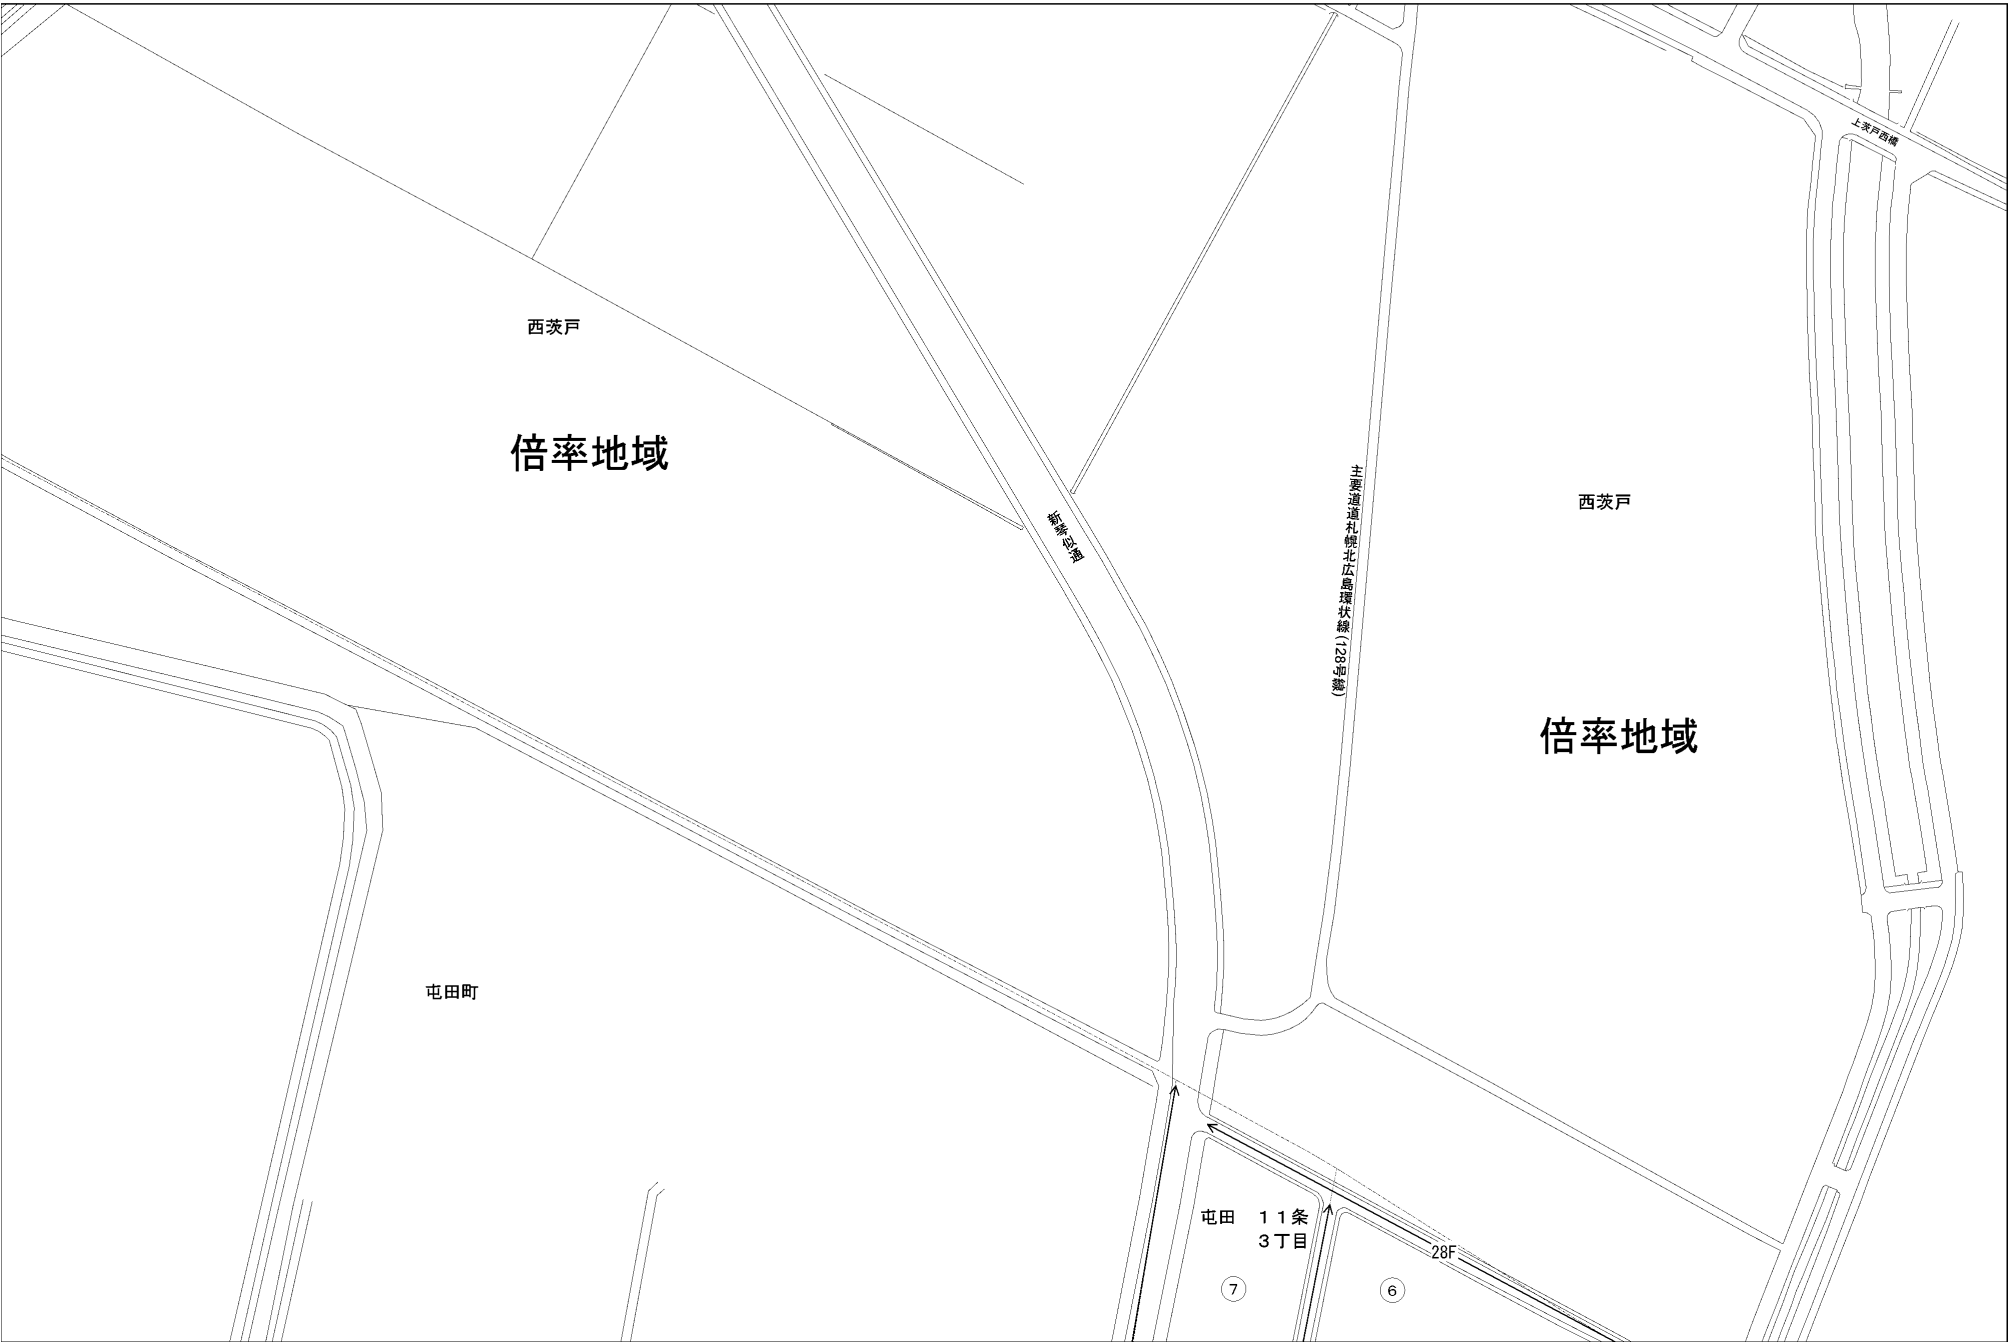 上茨戸西橋
西茨戸
倍率地域
主要道道札幌北広島環状線(128号線)
西茨戸
新琴似通
倍率地域
屯田町
屯田　１１条
３丁目
28F
7
6